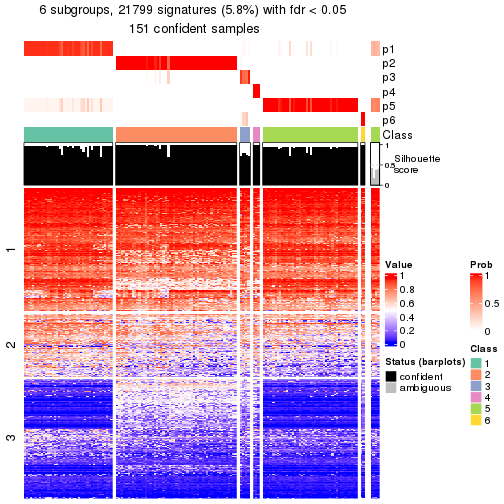 6 subgroups, 21799 signatures (5.8%) with fdr < 0.05
151 confident samples
p1
p2
p3
p4
p5
p6
Class
1
0.5
0
Silhouette
score
1
2
3
Value
1
0.8
0.6
0.4
0.2
0
Prob
1
0.5
0
Status (barplots)
confident
ambiguous
Class
1
2
3
4
5
6